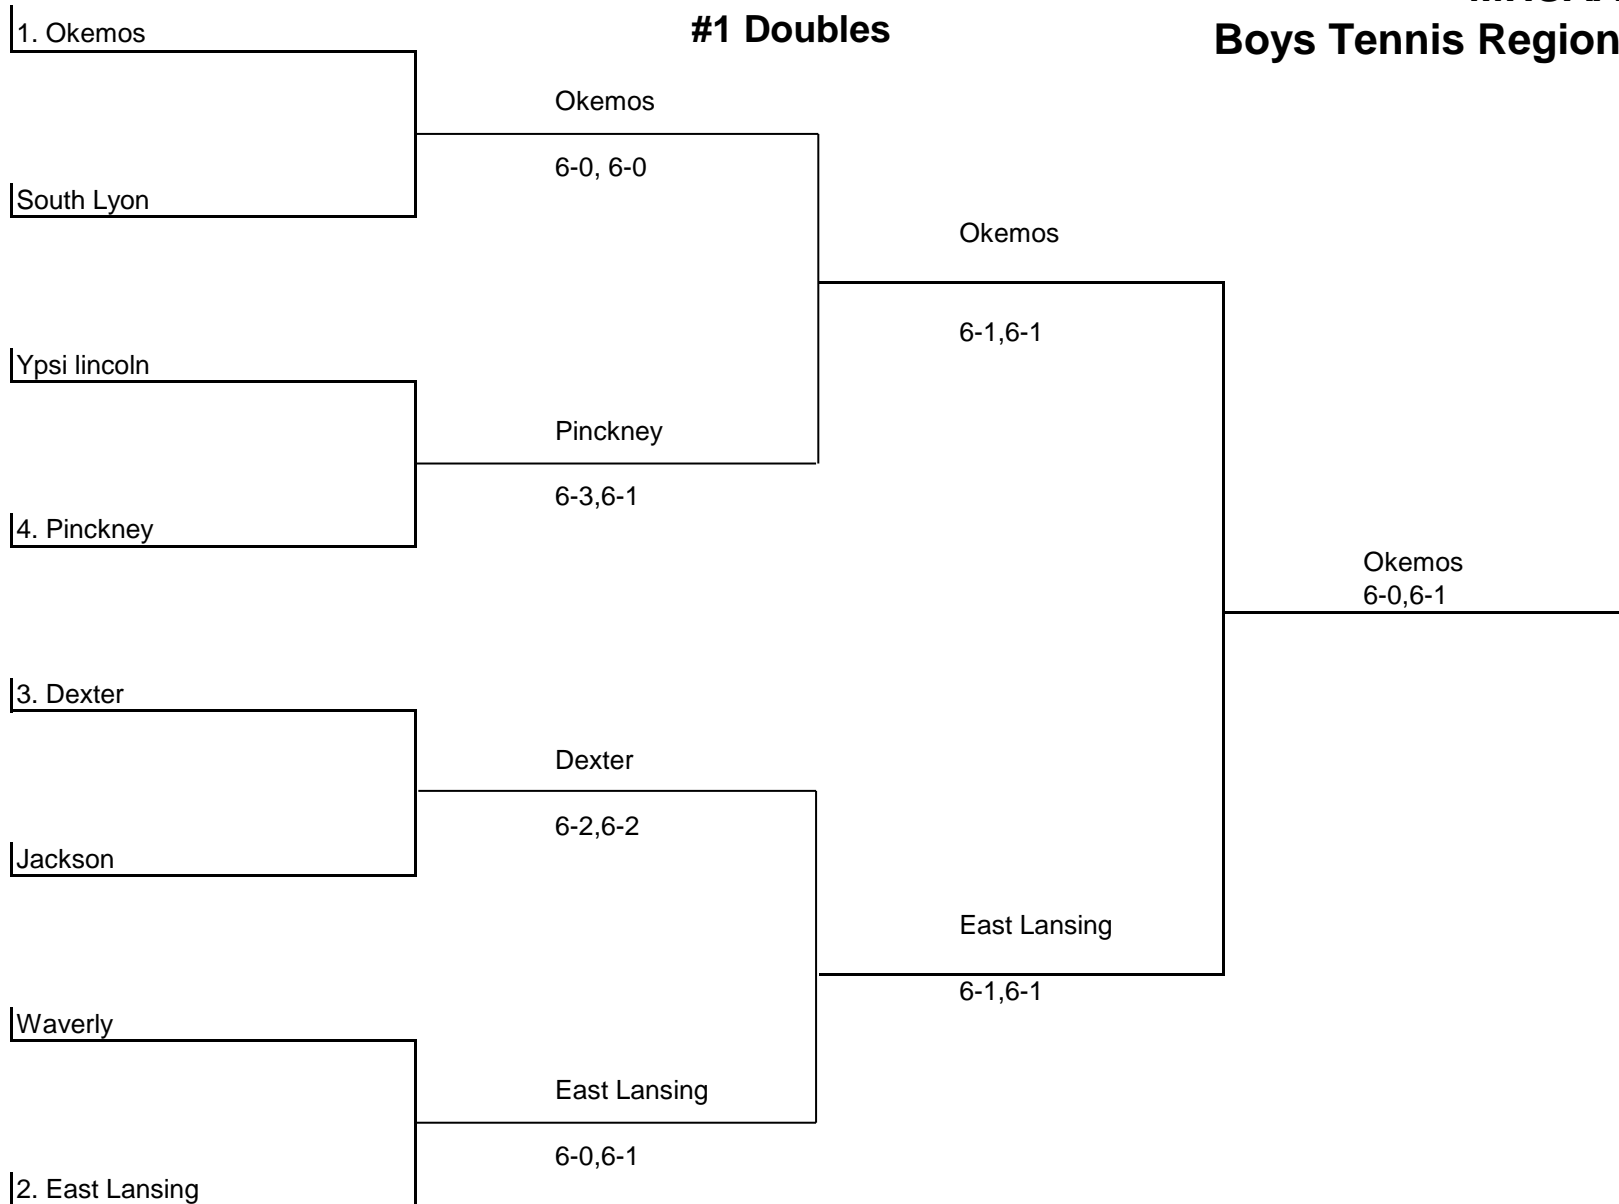 1. Okemos
#1 Doubles
Boys Tennis Region
Okemos
6-0, 6-0
South Lyon
Okemos
6-1,6-1
Ypsi lincoln
Pinckney
6-3,6-1
4. Pinckney
Okemos
6-0,6-1
3. Dexter
Dexter
6-2,6-2
Jackson
East Lansing
6-1,6-1
Waverly
East Lansing
6-0,6-1
2. East Lansing